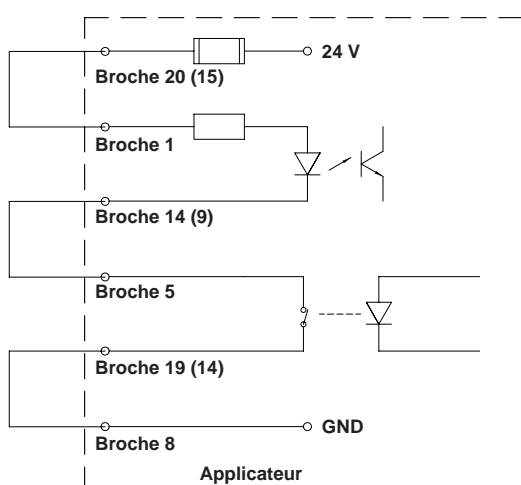 24 V
Broche 20 (15)
Broche 1
Broche 14 (9)
Broche 5
Broche 19 (14)
GND
Broche 8
Applicateur